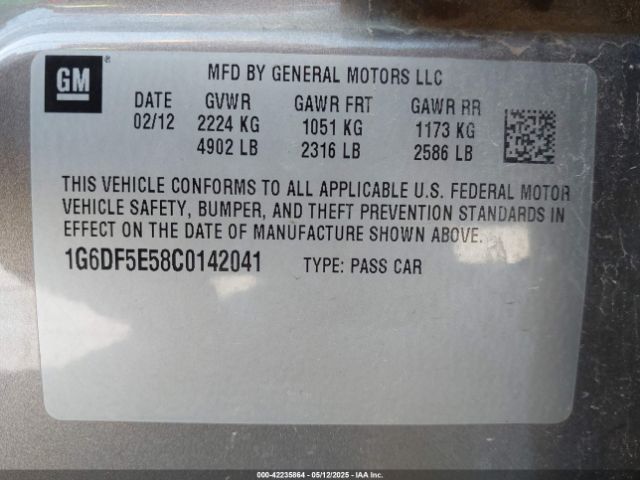 GM
®
MFD BY GENERAL MOTORS LLC
DATE GVWR GAWR FRT GAWR RR
02/12 2224 KG 1051 KG 1173 KG
4902 LB 2316 LB 2586 LB
THIS VEHICLE CONFORMS TO ALL APPLICABLE U.S. FEDERAL MOTOR
VEHICLE SAFETY, BUMPER, AND THEFT PREVENTION STANDARDS IN
EFFECT ON THE DATE OF MANUFACTURE SHOWN ABOVE.
1G6DF5E58C0142041 TYPE: PASS CAR
000-42235864 - 05/12/2025 - IAA Inc.